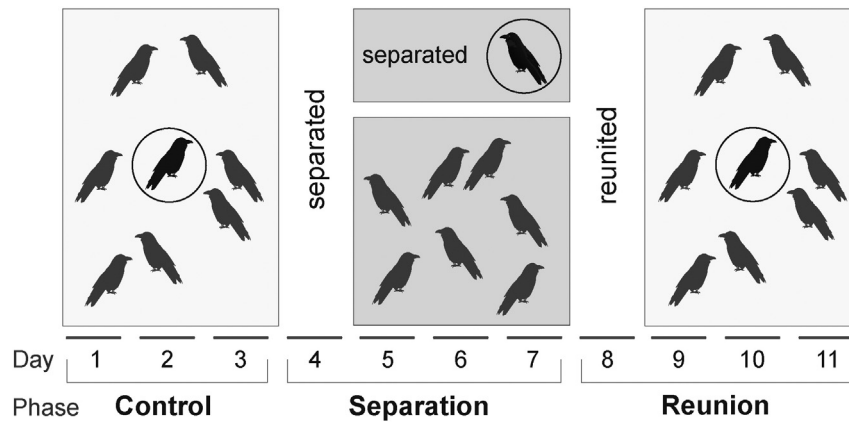 separated
separated
reunited
Day 1 2 3 4 5 6 7 8 9 10 11
Phase Control Separation Reunion